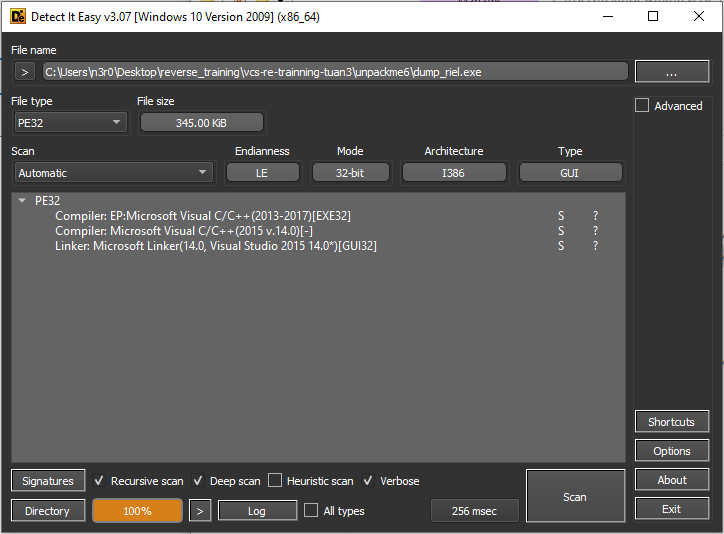 Detect It Easy v3.07 [Windows 10 Version 2009] (x86_64)
File name
> C:\Users\n3r0\Desktop\reverse_training\vcs-re-trainning-tuan3\unpackme6\dump_riel.exe ...
File type File size
PE32 345.00 KiB Advanced
Scan Endianness Mode Architecture Type
Automatic LE 32-bit I386 GUI
PE32
Compiler: EP:Microsoft Visual C/C++(2013-2017)[EXE32] S ?
Compiler: Microsoft Visual C/C++(2015 v.14.0)[-] S ?
Linker: Microsoft Linker(14.0, Visual Studio 2015 14.0*)[GUI32] S ?
Shortcuts
Options
Signatures Recursive scan Deep scan Heuristic scan Verbose Scan About
Directory 100% > Log All types 256 msec Exit